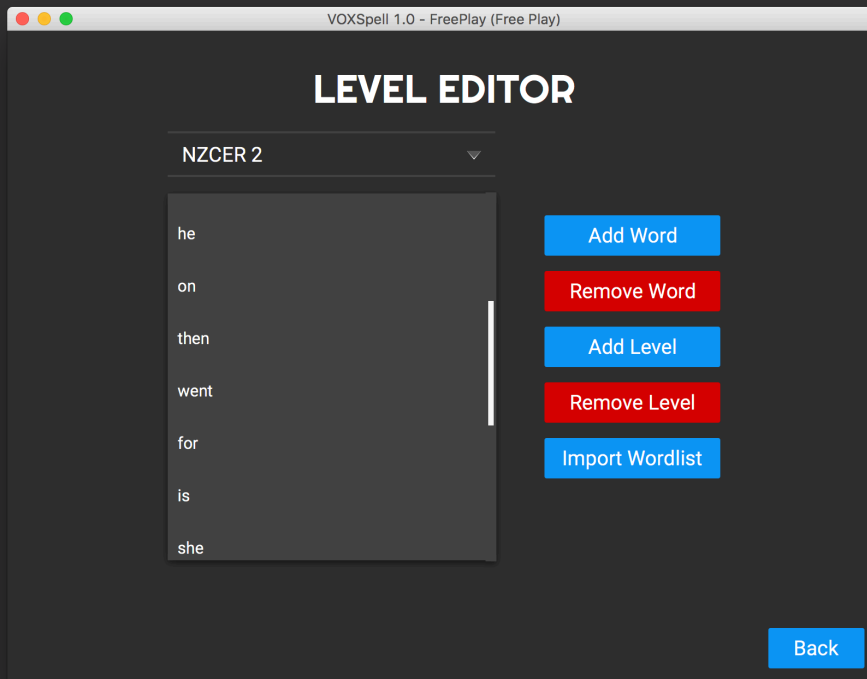 VOXSpell 1.0 - FreePlay (Free Play)
LEVEL EDITOR
NZCER 2
he
on
then
went
for
is
she
Add Word
Remove Word
Add Level
Remove Level
Import Wordlist
Back